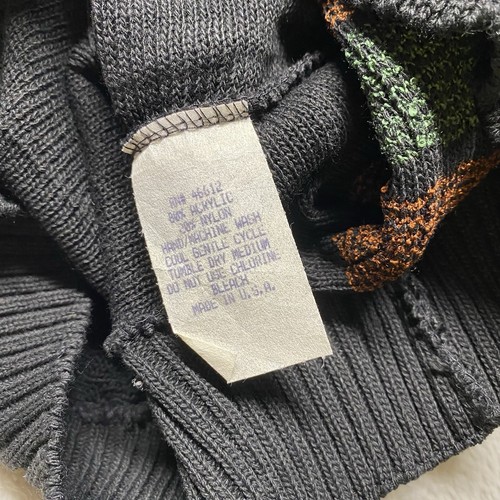 RN# 46612
80% ACRYLIC
20% NYLON
HAND/MACHINE WASH
COOL GENTLE CYCLE
TUMBLE DRY MEDIUM
DO NOT USE CHLORINE
BLEACH
MADE IN U.S.A.